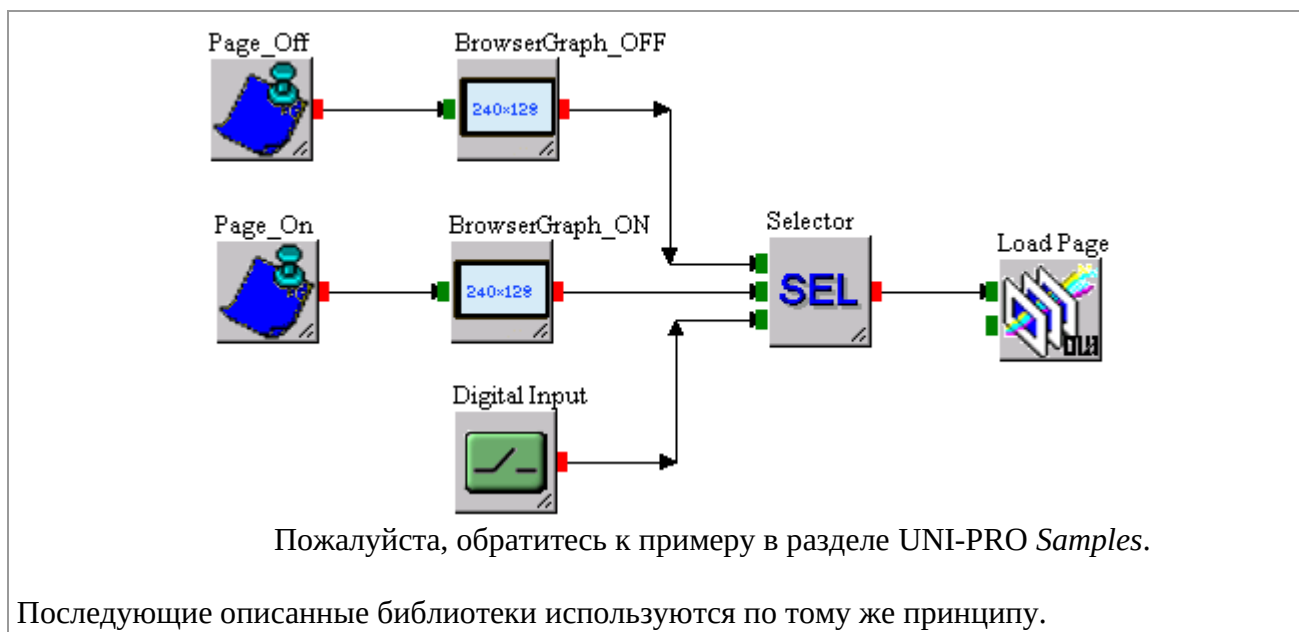 Page_Off
BrowserGraph_OFF
240×128
Page_On
BrowserGraph_ON
240×128
Selector
SEL
Load Page
Digital Input
Пожалуйста, обратитесь к примеру в разделе UNI-PRO Samples.
Последующие описанные библиотеки используются по тому же принципу.